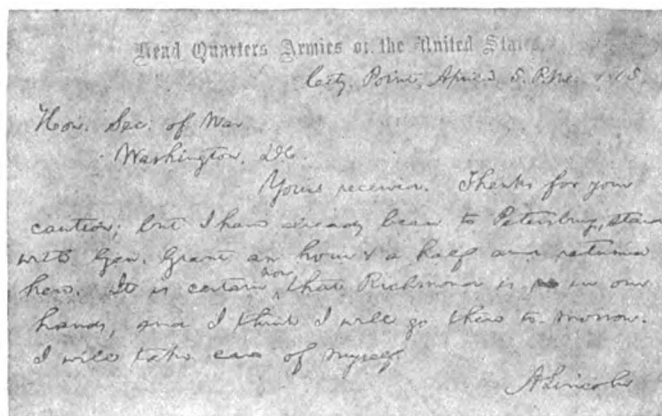 Head Quarters Armies of the United States,
City Point, April 3. 5. P.M. 1865
Hon. Sec. of War
Washington, D.C.
Yours received. Thanks for your
caution; but I have already been to Petersburg, staid
with Gen. Grant an hour & a half and returned
here. It is certain now that Richmond is in our
hands, and I think I will go there to-morrow.
I will take care of myself.
A. Lincoln